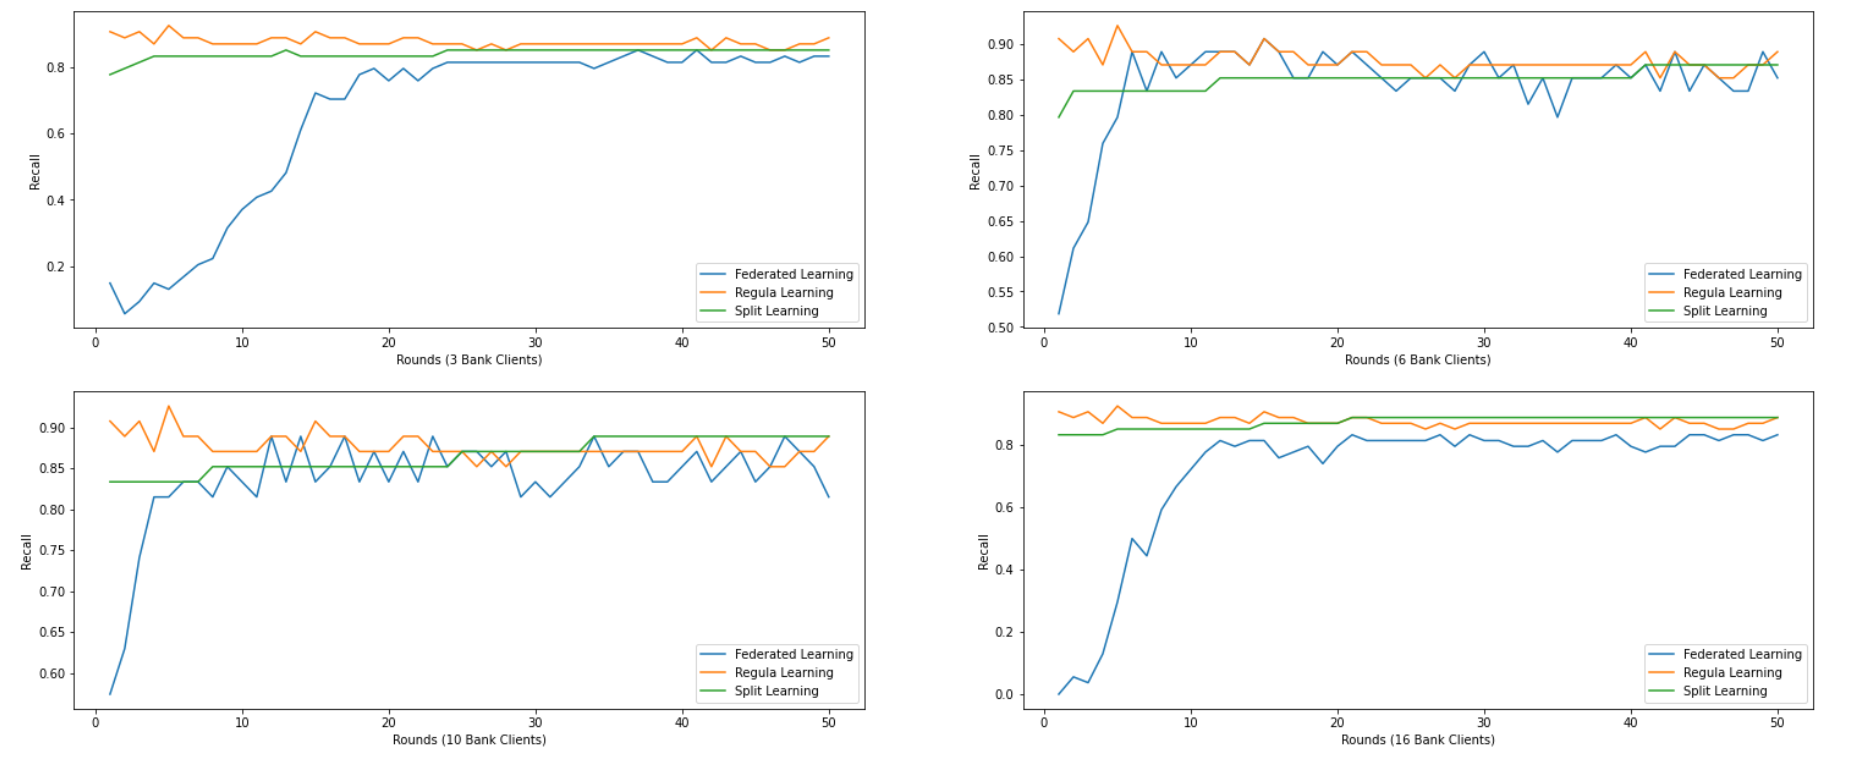 0.8
0.6
0.4
0.2
Recall
Federated Learning
Regula Learning
Split Learning
0 10 20 30 40 50
Rounds (3 Bank Clients)
0.90
0.85
0.80
0.75
0.70
0.65
0.60
0.55
0.50
Recall
Federated Learning
Regula Learning
Split Learning
0 10 20 30 40 50
Rounds (6 Bank Clients)
0.90
0.85
0.80
0.75
0.70
0.65
0.60
Recall
Federated Learning
Regula Learning
Split Learning
0 10 20 30 40 50
Rounds (10 Bank Clients)
0.8
0.6
0.4
0.2
0.0
Recall
Federated Learning
Regula Learning
Split Learning
0 10 20 30 40 50
Rounds (16 Bank Clients)